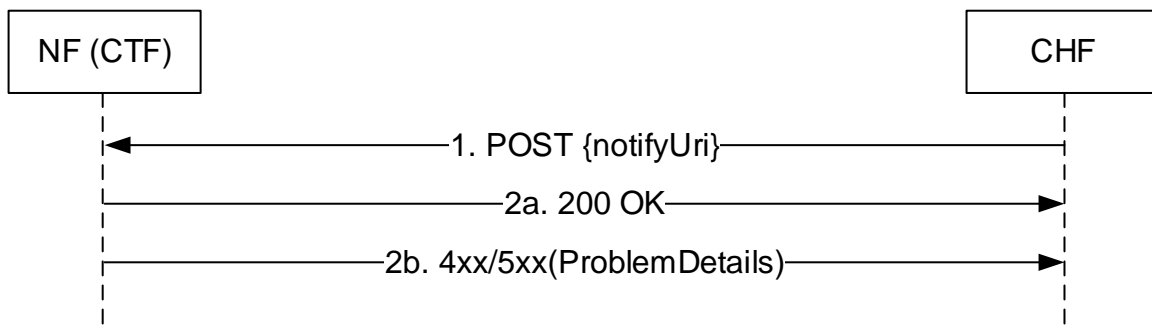 NF (CTF)
CHF
1. POST {notifyUri}
2a. 200 OK
2b. 4xx/5xx(ProblemDetails)